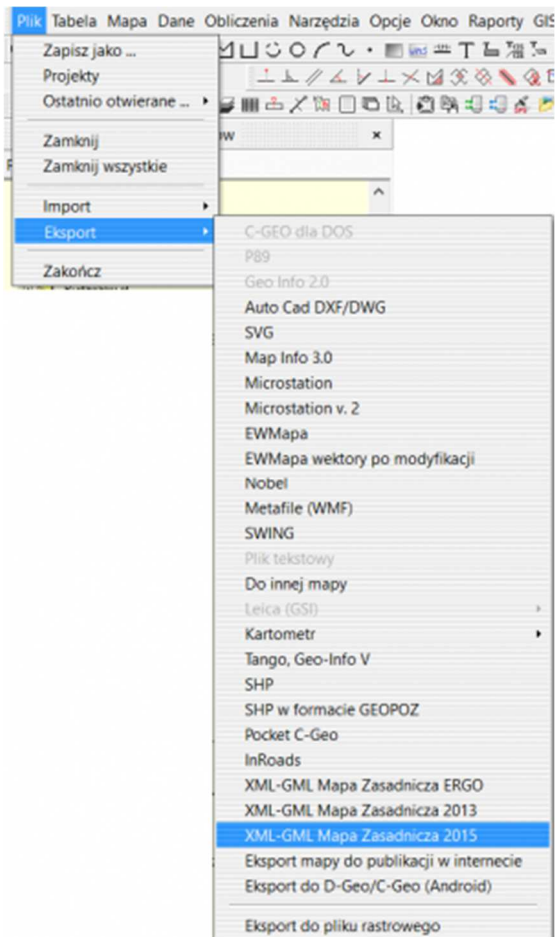 Plik Tabela Mapa Dane Obliczenia Narzędzia Opcje Okno Raporty GIS
Zapisz jako ...
Projekty
Ostatnio otwierane ...
Zamknij
Zamknij wszystkie
Import
Eksport
Zakończ
C-GEO dla DOS
P89
Geo Info 2.0
Auto Cad DXF/DWG
SVG
Map Info 3.0
Microstation
Microstation v. 2
EWMapa
EWMapa wektory po modyfikacji
Nobel
Metafile (WMF)
SWING
Plik tekstowy
Do innej mapy
Leica (GSI)
Kartometr
Tango, Geo-Info V
SHP
SHP w formacie GEOPOZ
Pocket C-Geo
InRoads
XML-GML Mapa Zasadnicza ERGO
XML-GML Mapa Zasadnicza 2013
XML-GML Mapa Zasadnicza 2015
Eksport mapy do publikacji w internecie
Eksport do D-Geo/C-Geo (Android)
Eksport do pliku rastrowego